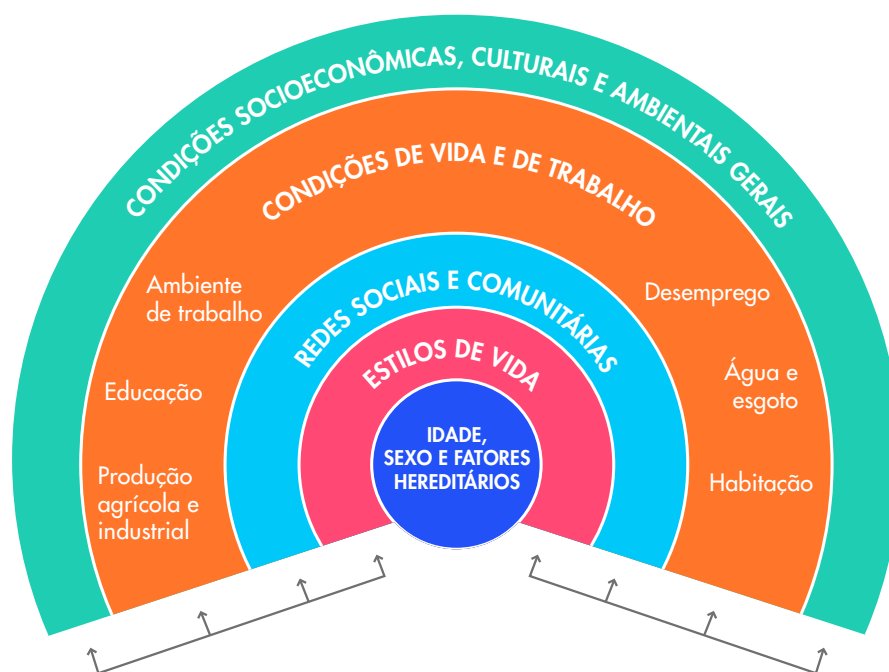 CONDIÇÕES SOCIOECONÔMICAS, CULTURAIS E AMBIENTAIS GERAIS
CONDIÇÕES DE VIDA E DE TRABALHO
Ambiente
de trabalho
Educação
Produção
agrícola e
industrial
Desemprego
Água e
esgoto
Habitação
REDES SOCIAIS E COMUNITÁRIAS
ESTILOS DE VIDA
IDADE,
SEXO E FATORES
HEREDITÁRIOS